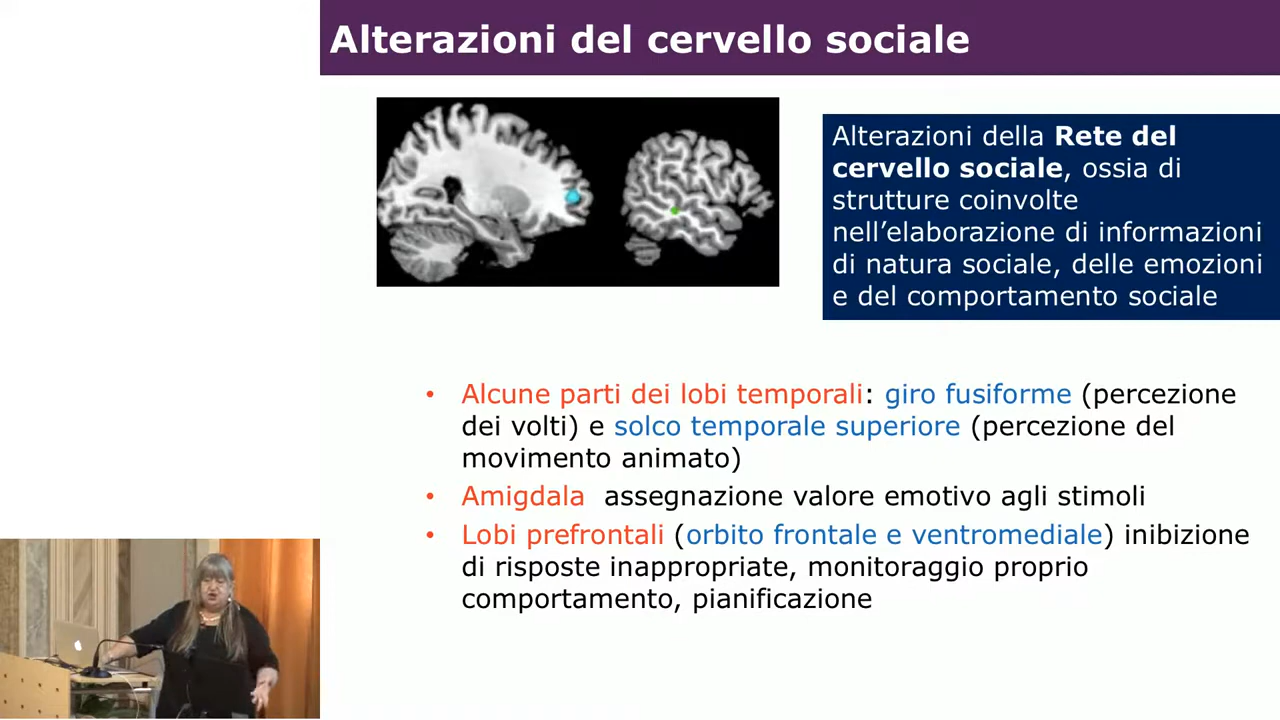 Alterazioni del cervello sociale
Alterazioni della Rete del
cervello sociale, ossia di
strutture coinvolte
nell'elaborazione di informazioni
di natura sociale, delle emozioni
e del comportamento sociale
• Alcune parti dei lobi temporali: giro fusiforme (percezione
dei volti) e solco temporale superiore (percezione del
movimento animato)
• Amigdala assegnazione valore emotivo agli stimoli
• Lobi prefrontali (orbito frontale e ventromediale) inibizione
di risposte inappropriate, monitoraggio proprio
comportamento, pianificazione